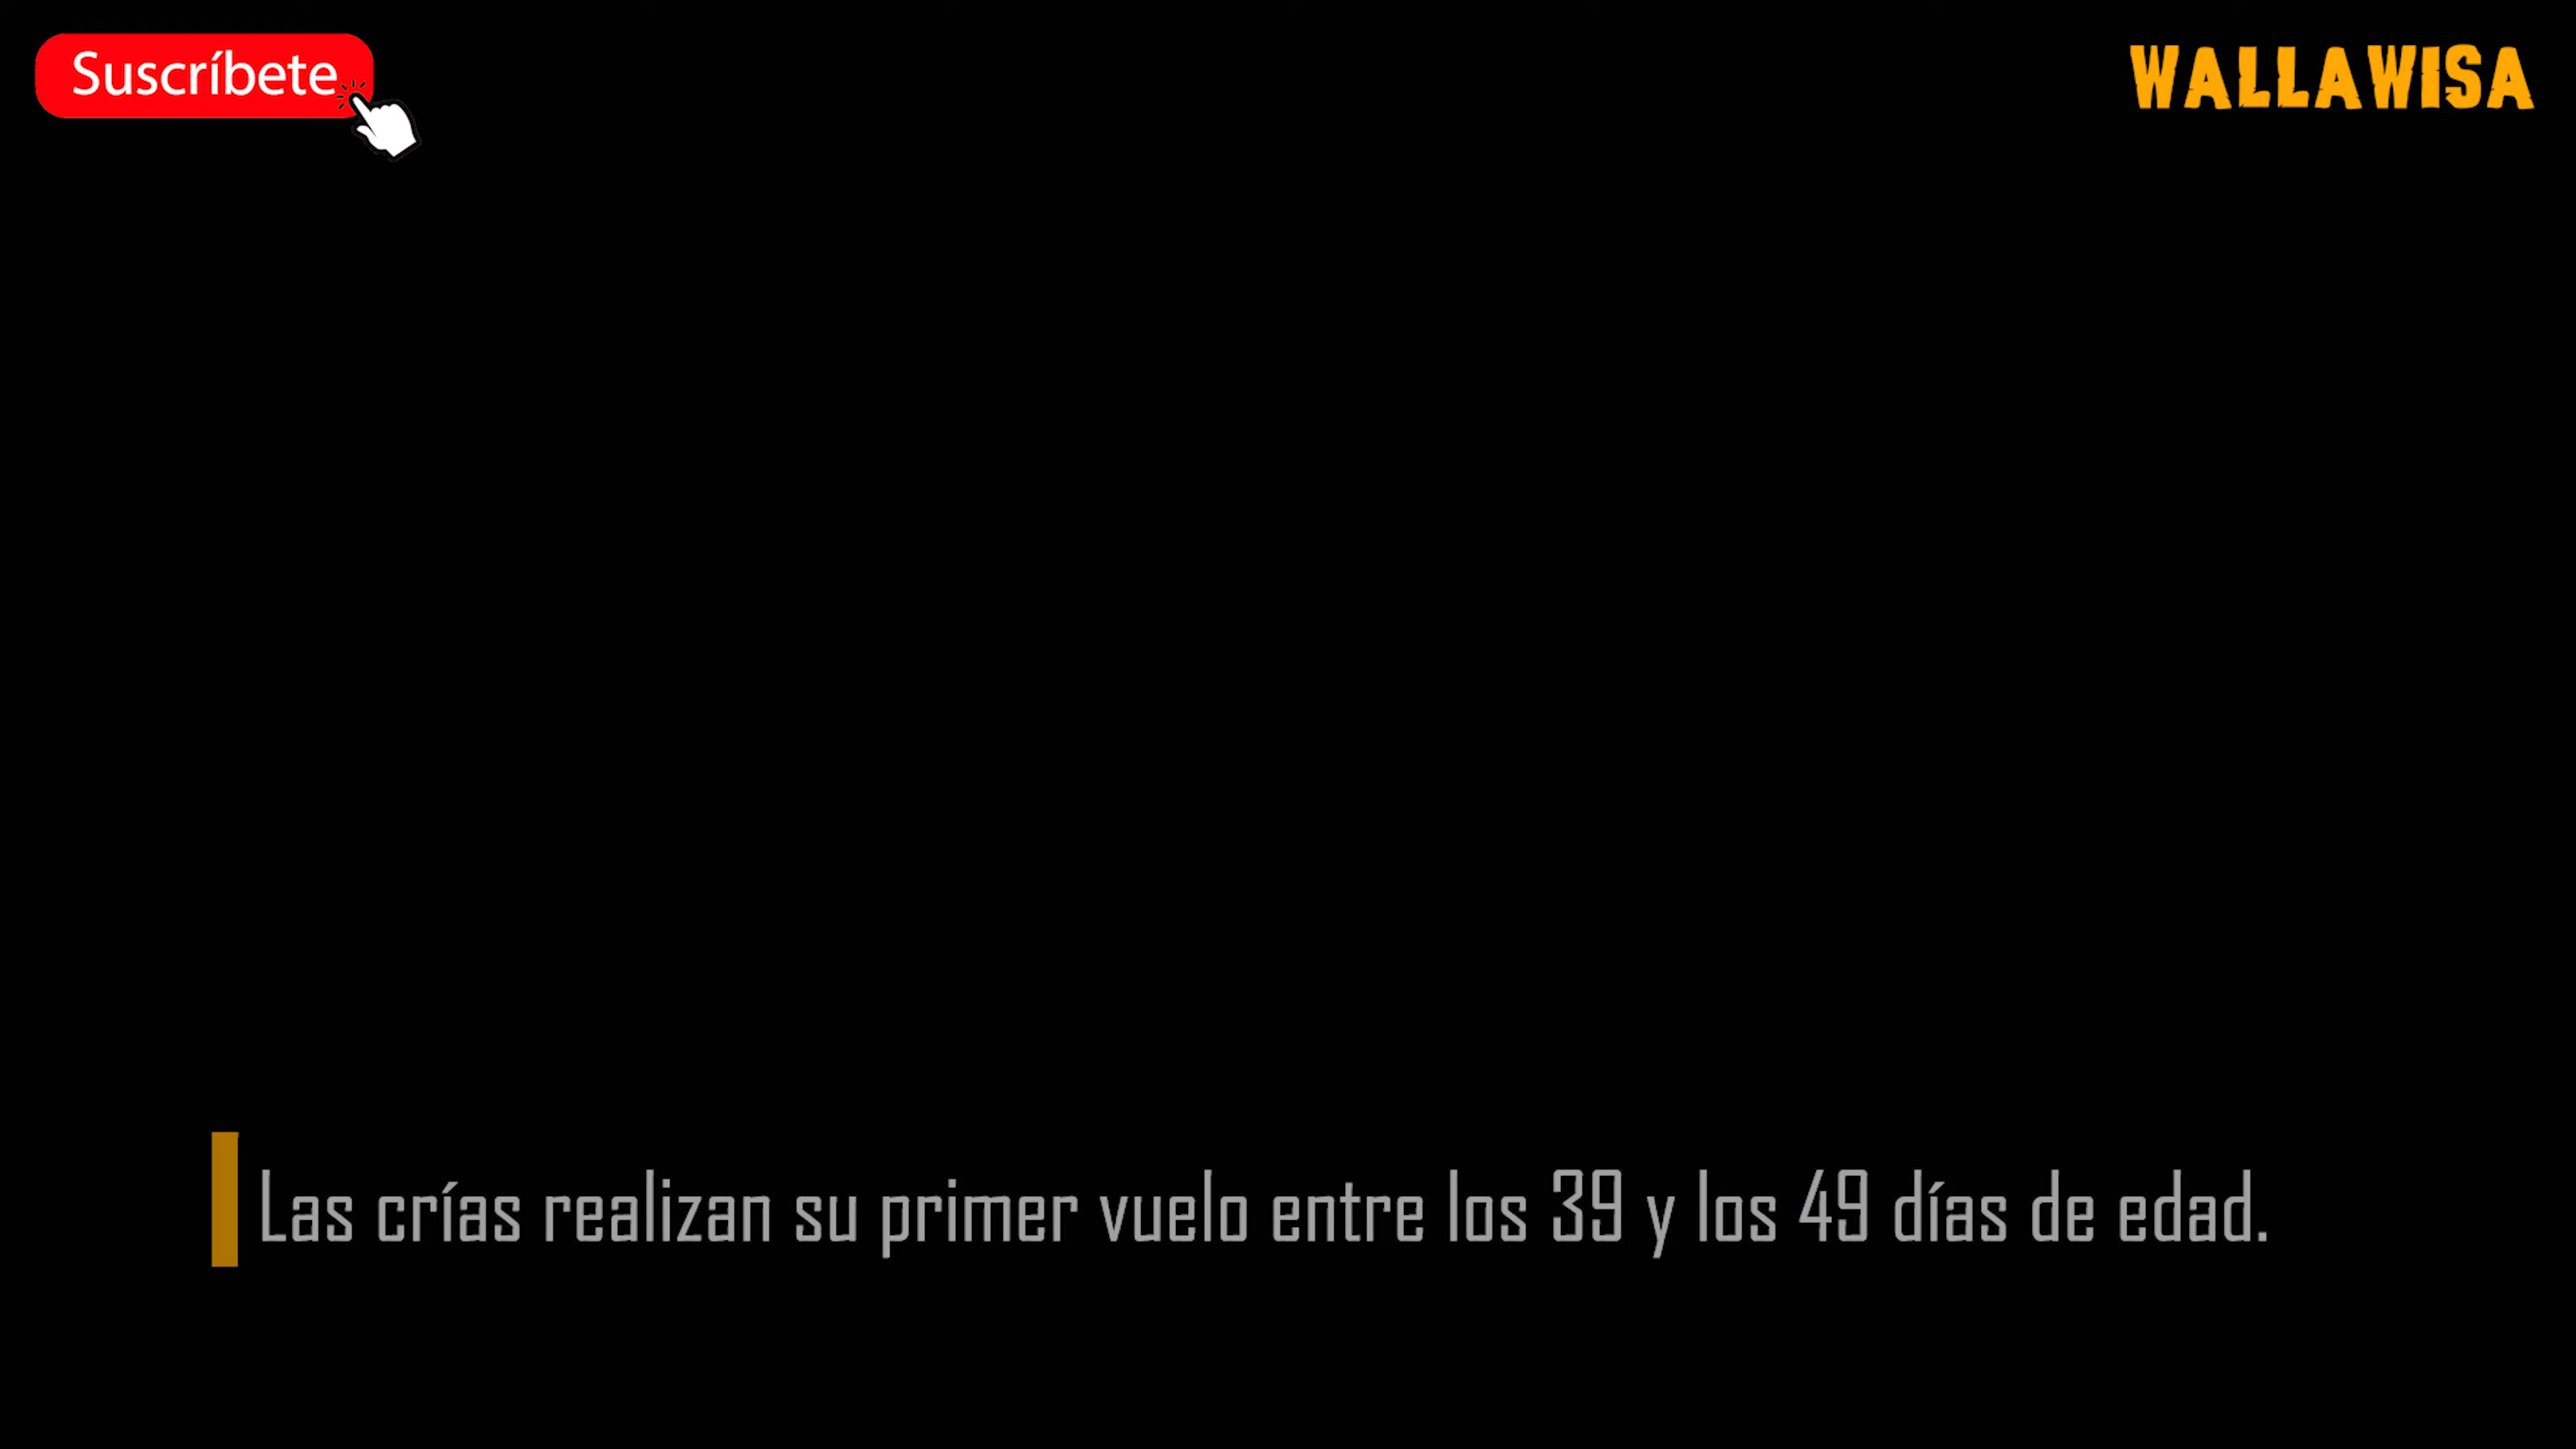 Suscríbete
WALLAWISA
Las crías realizan su primer vuelo entre los 39 y los 49 días de edad.